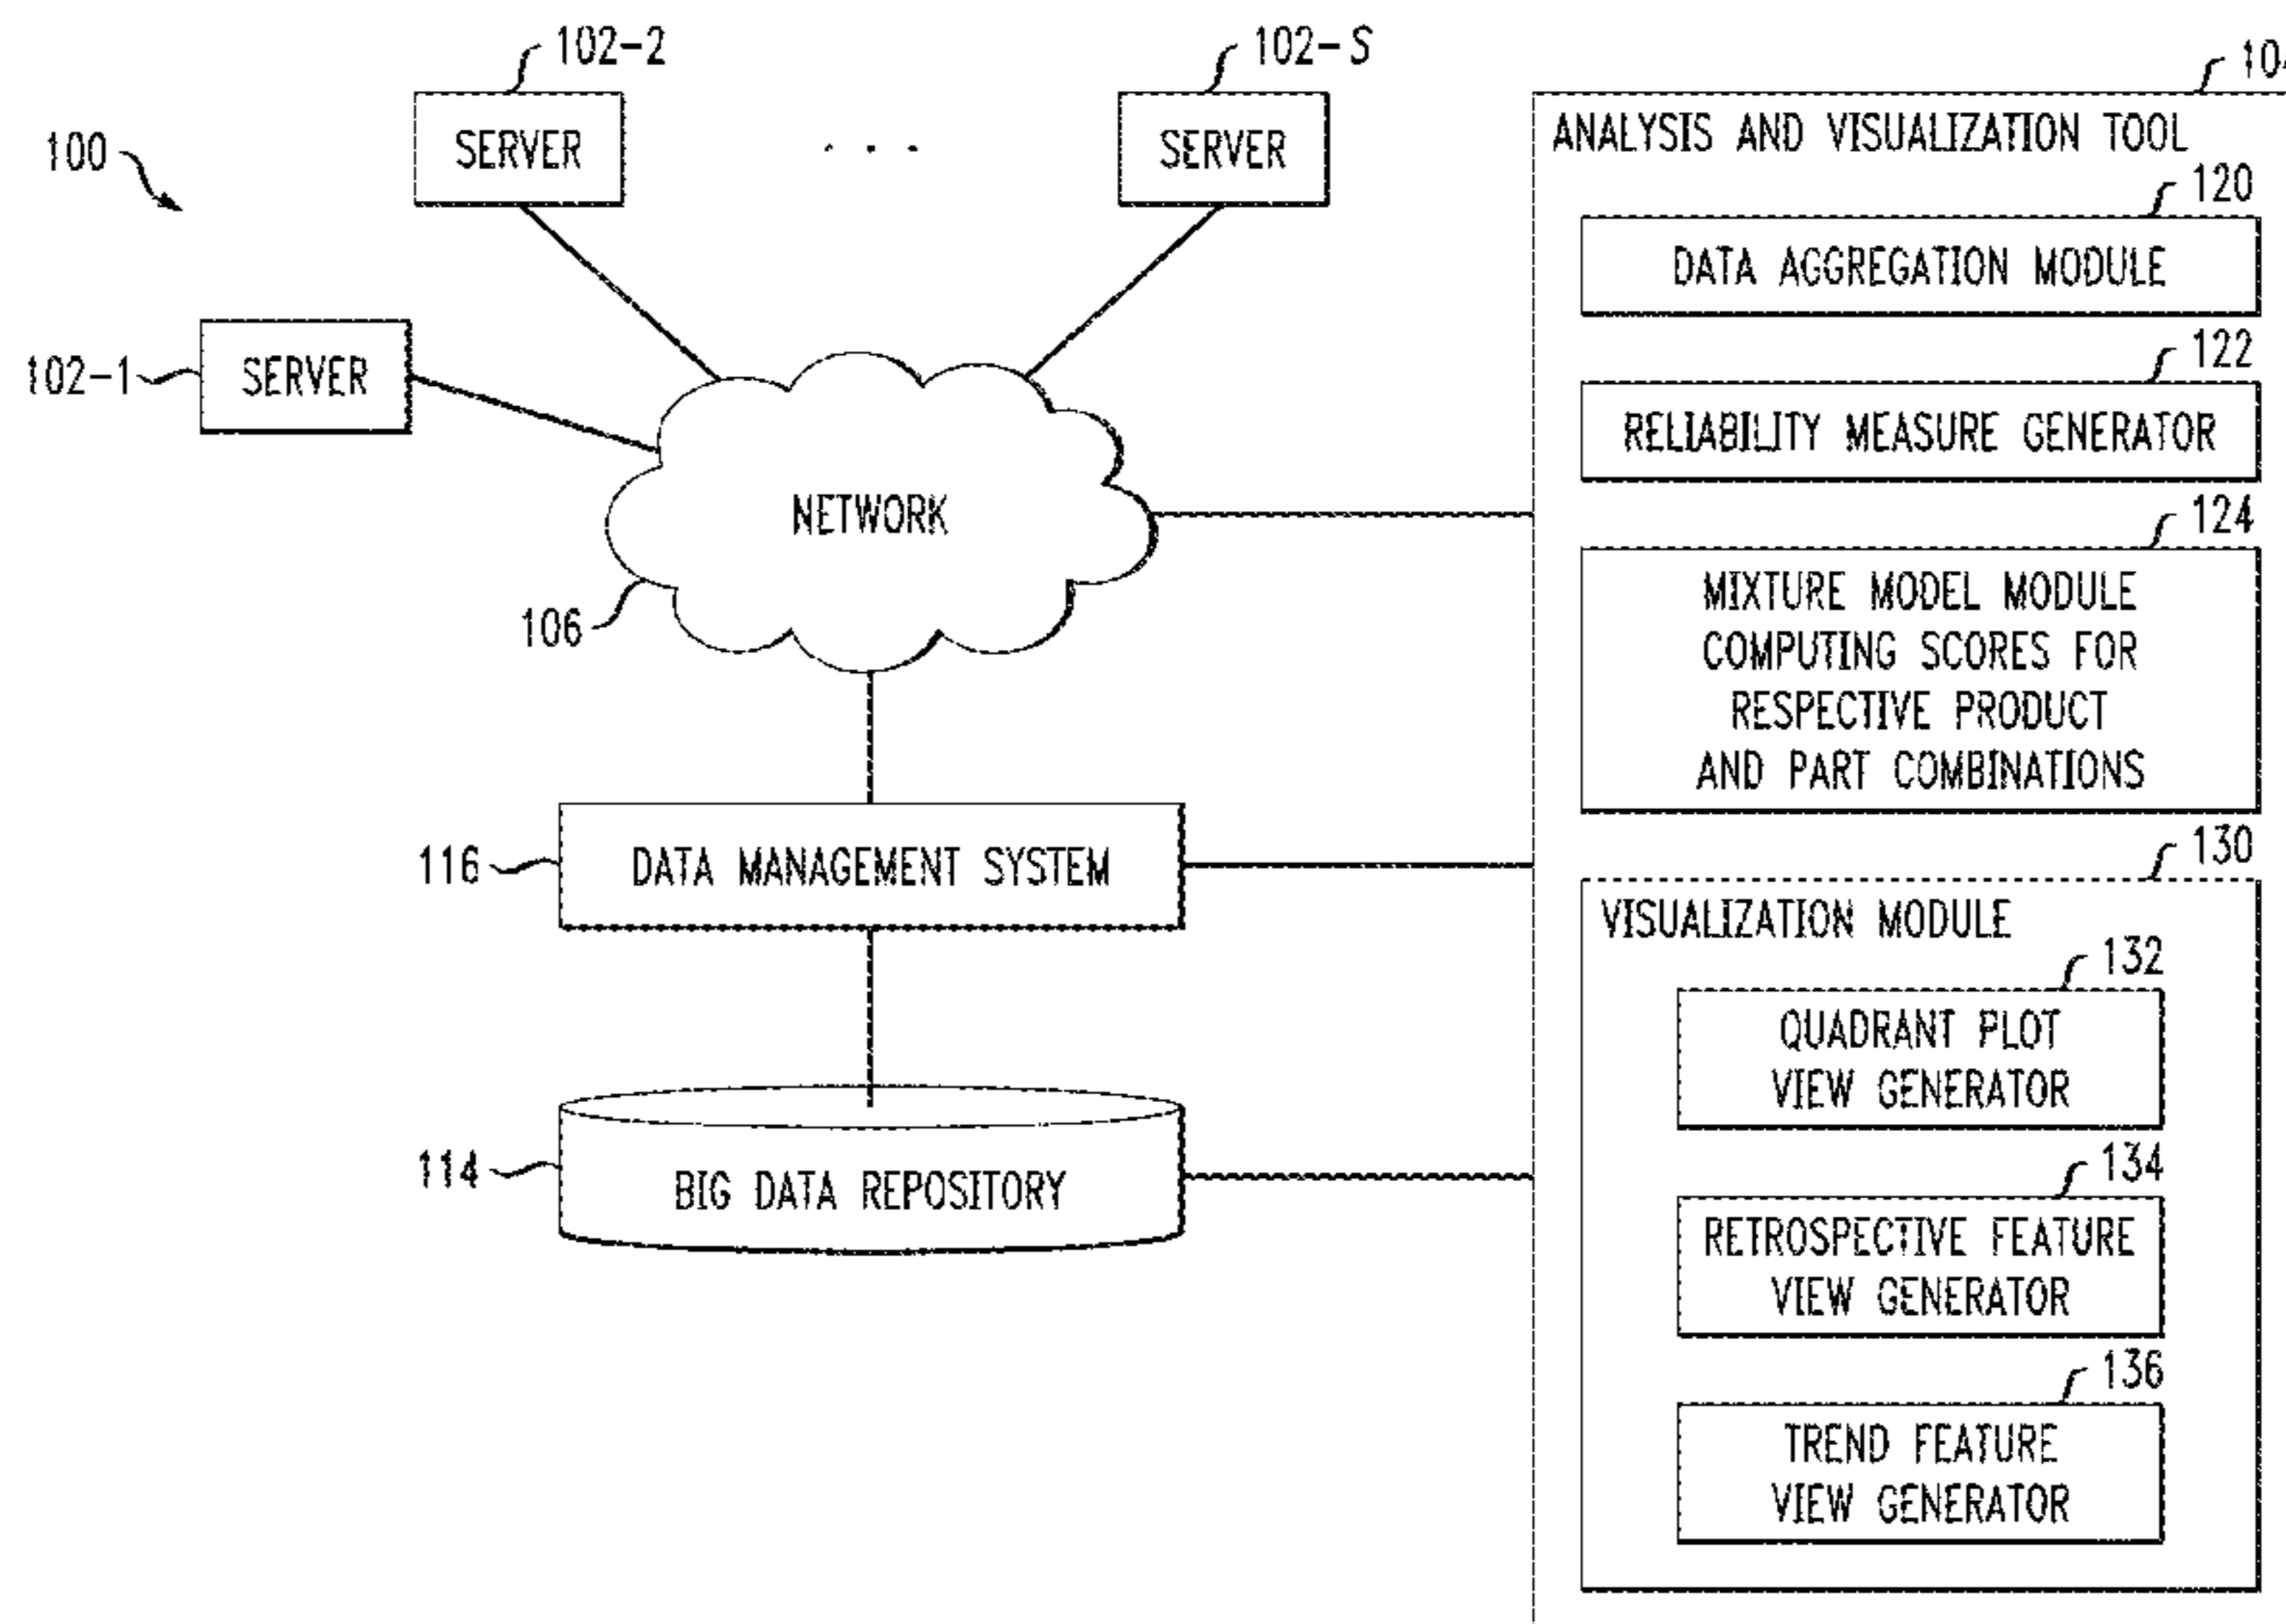 102-2
102-S
100
SERVER
SERVER
ANALYSIS AND VISUALIZATION TOOL
120
DATA AGGREGATION MODULE
102-1
SERVER
122
RELIABILITY MEASURE GENERATOR
NETWORK
106
124
MIXTURE MODEL MODULE
COMPUTING SCORES FOR
RESPECTIVE PRODUCT
AND PART COMBINATIONS
116
DATA MANAGEMENT SYSTEM
130
VISUALIZATION MODULE
132
QUADRANT PLOT
VIEW GENERATOR
114
BIG DATA REPOSITORY
134
RETROSPECTIVE FEATURE
VIEW GENERATOR
136
TREND FEATURE
VIEW GENERATOR